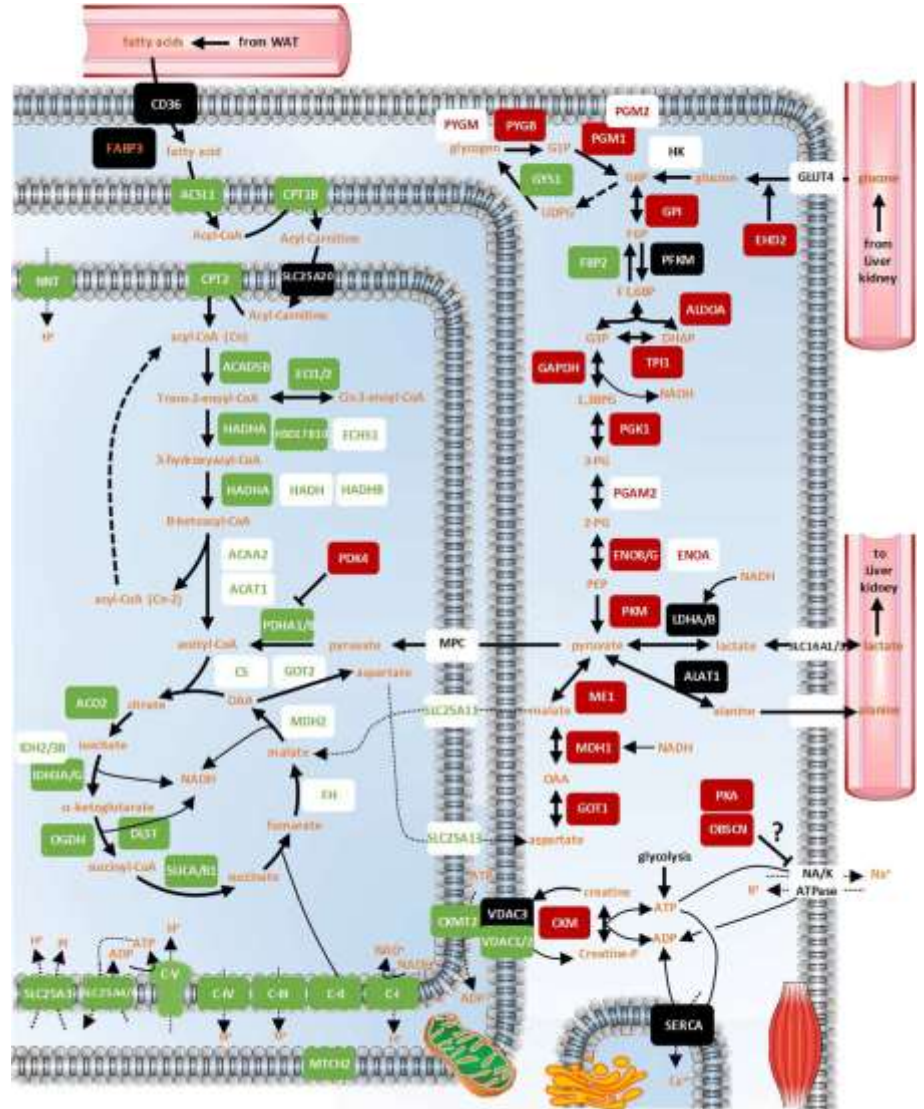 fatty acids
from WAT
CD36
FABP3
fatty acid
ACSL1
CPT1B
Acyl-CoA
Acyl-Carnitine
NNT
CPT2
SLC25A20
Acyl-Carnitine
H⁺
acyl-CoA (Cn)
ACADSB
ECI1/2
Trans-2-enoyl-CoA
Cis-3-enoyl-CoA
HADHA
HSD17B10
ECHS1
3-hydroxyacyl-CoA
HADHA
HADH
HADHB
B-ketoacyl-CoA
ACAA2
ACAT1
PDK4
acyl-CoA (Cn-2)
PDHA1/B
acetyl-CoA
pyruvate
MPC
CS
GOT2
aspartate
ACO2
citrate
OAA
MDH2
IDH2/3B
isocitrate
IDH3A/G
NADH
malate
α-ketoglutarate
FH
OGDH
DLST
fumarate
succinyl-CoA
succinate
SLC25A13
PYGM
PYGB
PGM2
PGM1
glycogen
G1P
HK
GYS1
G6P
glucose
GLUT4
glucose
UDPG
GPI
EHD2
from
Liver
kidney
F6P
FBP2
PFKM
F1,6BP
ALDOA
G3P
DHAP
TPI1
GAPDH
NADH
1,3BPG
PGK1
3-PG
PGAM2
2-PG
ENOB/G
ENOA
PEP
NADH
PKM
LDHA/B
pyruvate
lactate
lactate
to
Liver
kidney
ALAT1
ME1
malate
alanine
alanine
MDH1
NADH
OAA
GOT1
aspartate
PKA
OBSCN
?
glycolysis
NA/K
ATPase
Na⁺
K⁺
ATP
creatine
VDAC3
CKMT2
VDAC1/2
CKM
ATP
ADP
Creatine-P
ADP
H⁺
Pi
ADP
ATP
H⁺
C-V
NAD⁺
NADH
SLC25A3
C-IV
C-III
C-II
C-I
H⁺
H⁺
H⁺
MTCH2
SERCA
Ca²⁺